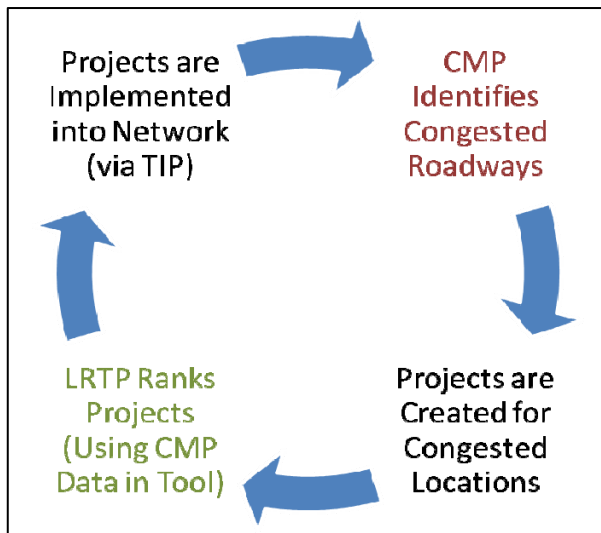 Projects are
Implemented
into Network
(via TIP)
CMP
Identifies
Congested
Roadways
Projects are
Created for
Congested
Locations
LRTP Ranks
Projects
(Using CMP
Data in Tool)